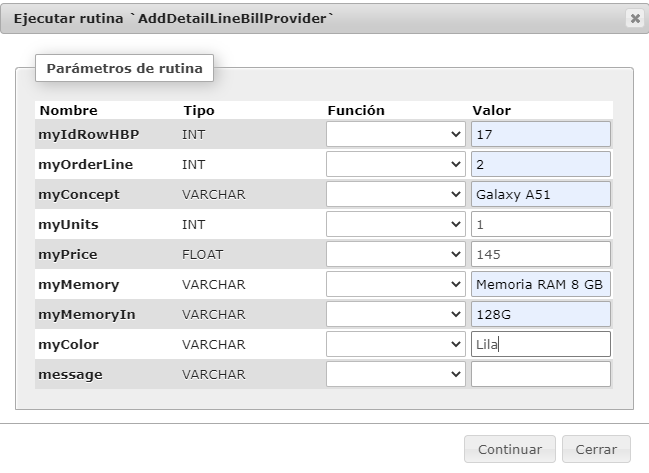 Ejecutar rutina `AddDetailLineBillProvider`
Parámetros de rutina
Nombre Tipo Función Valor
myIdRowHBP INT 17
myOrderLine INT 2
myConcept VARCHAR Galaxy A51
myUnits INT 1
myPrice FLOAT 145
myMemory VARCHAR Memoria RAM 8 GB
myMemoryIn VARCHAR 128G
myColor VARCHAR Lila
message VARCHAR
Continuar Cerrar